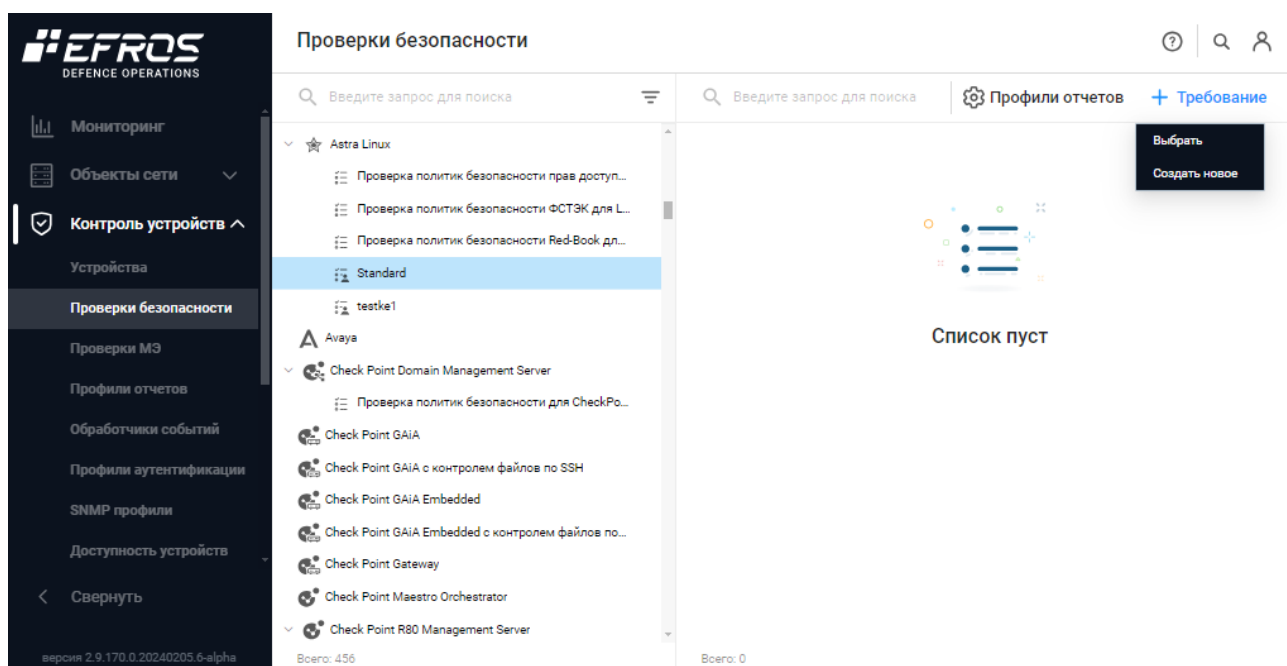 EFROS
DEFENCE OPERATIONS
Мониторинг
Объекты сети
Контроль устройств
Устройства
Проверки безопасности
Проверки МЭ
Профили отчетов
Обработчики событий
Профили аутентификации
SNMP профили
Доступность устройств
Свернуть
версия 2.9.170.0.20240205.6-alpha
Проверки безопасности
Введите запрос для поиска
Astra Linux
Проверка политик безопасности прав доступ...
Проверка политик безопасности ФСТЭК для L...
Проверка политик безопасности Red-Book дл...
Standard
testke1
Avaya
Check Point Domain Management Server
Проверка политик безопасности для CheckPo...
Check Point GAiA
Check Point GAiA с контролем файлов по SSH
Check Point GAiA Embedded
Check Point GAiA Embedded с контролем файлов по...
Check Point Gateway
Check Point Maestro Orchestrator
Check Point R80 Management Server
Всего: 456
Введите запрос для поиска
Профили отчетов
+ Требование
Выбрать
Создать новое
Список пуст
Всего: 0